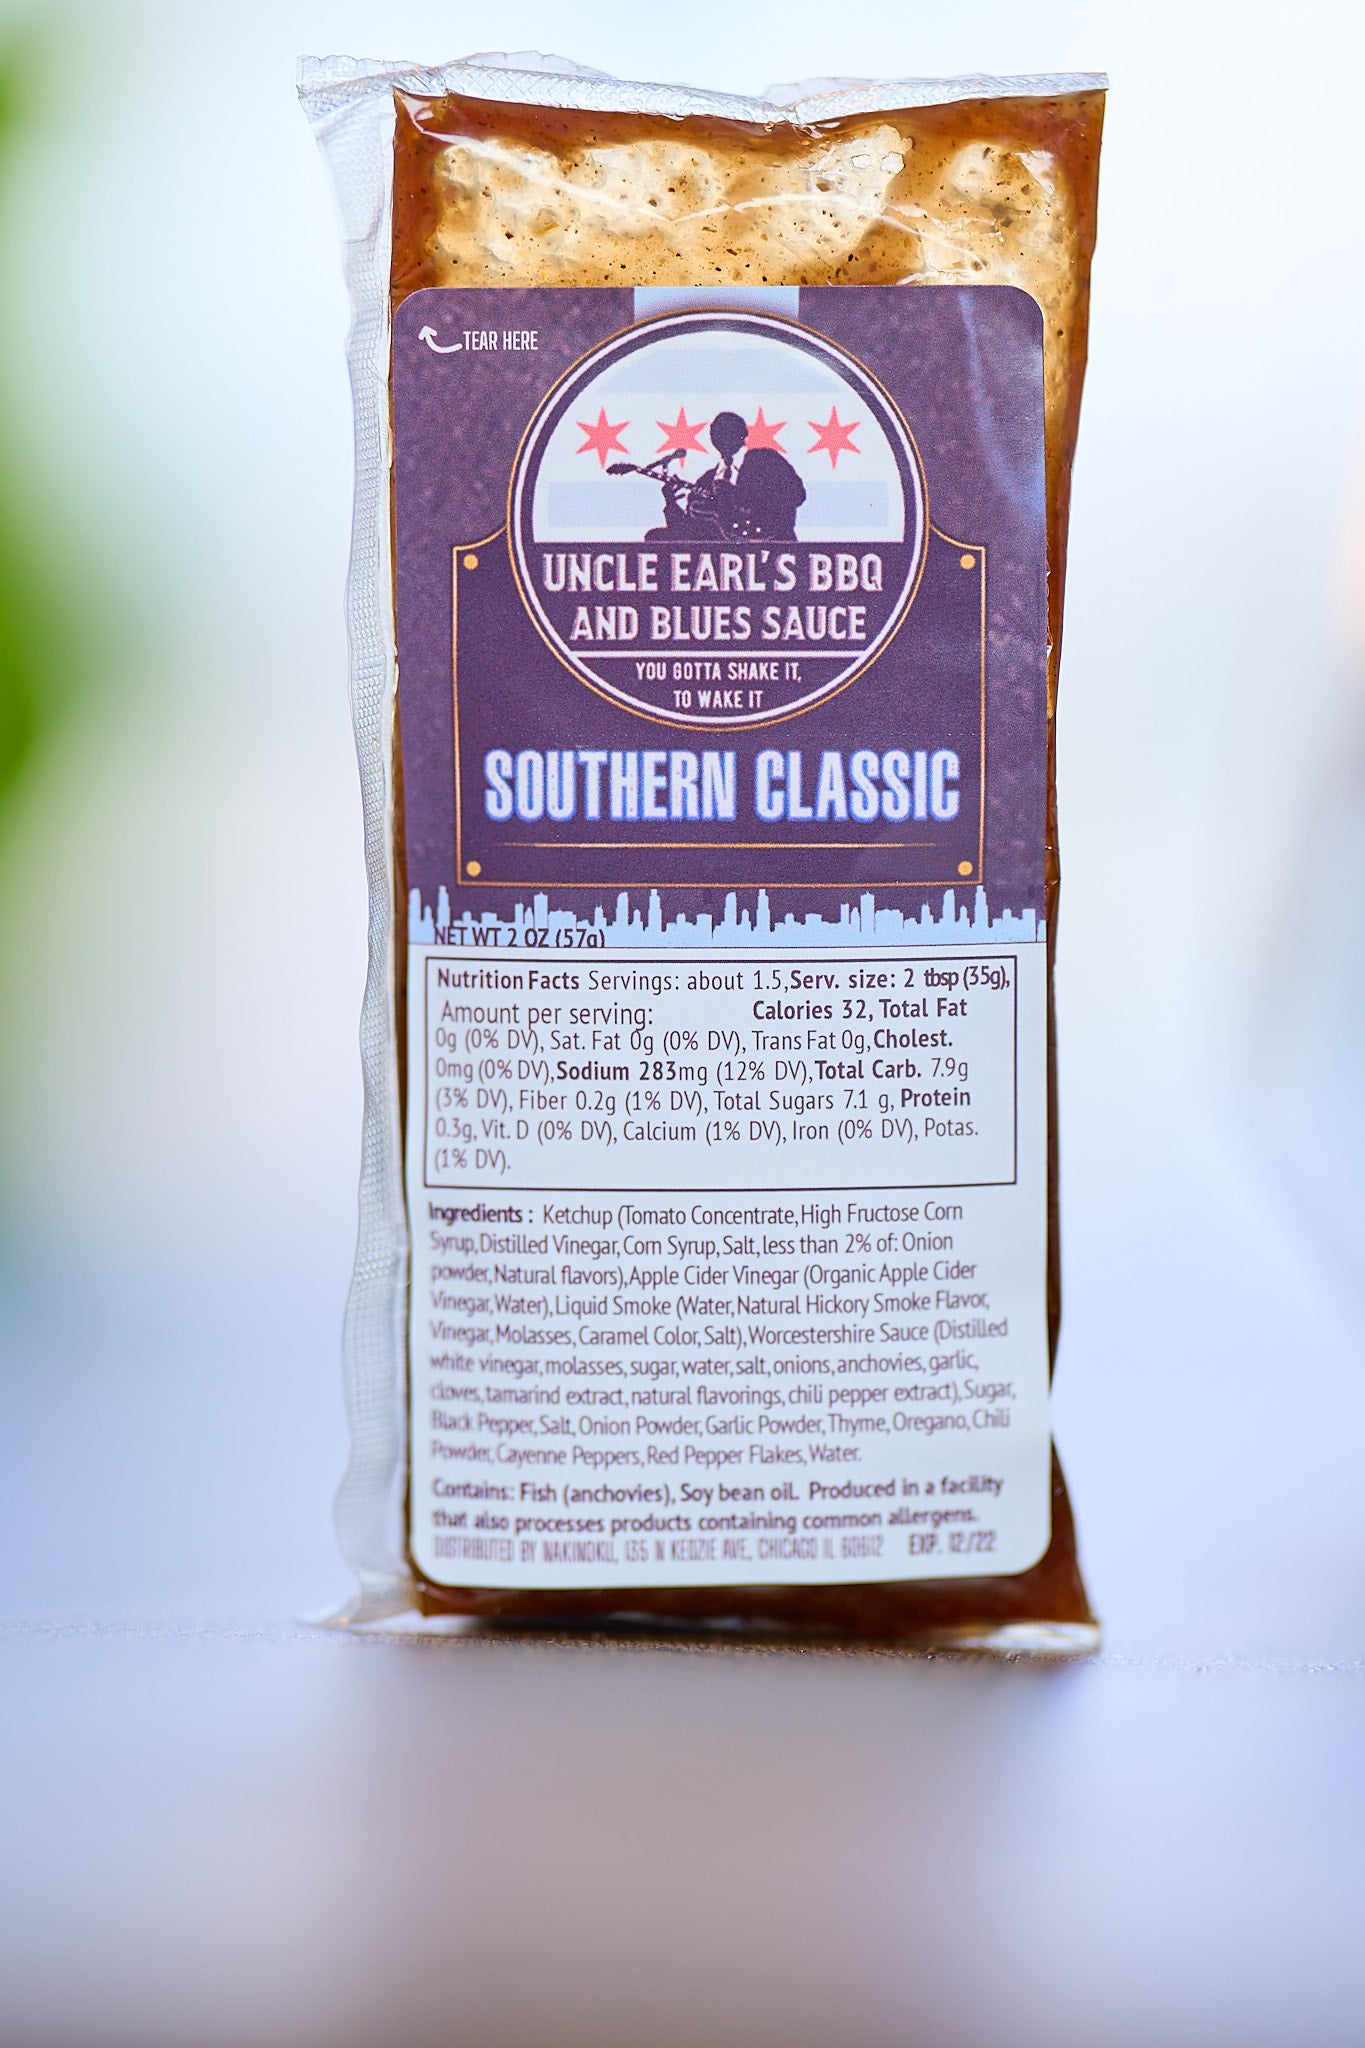 TEAR HERE
UNCLE EARL'S BBQ
AND BLUES SAUCE
YOU GOTTA SHAKE IT,
TO WAKE IT
SOUTHERN CLASSIC
NET WT 2 OZ (57g)
Nutrition Facts Servings: about 1.5, Serv. size: 2 tbsp (35g),
Amount per serving: Calories 32, Total Fat
0g (0% DV), Sat. Fat 0g (0% DV), Trans Fat 0g, Cholest.
0mg (0% DV), Sodium 283mg (12% DV), Total Carb. 7.9g
(3% DV), Fiber 0.2g (1% DV), Total Sugars 7.1 g, Protein
0.3g, Vit. D (0% DV), Calcium (1% DV), Iron (0% DV), Potas.
(1% DV).
Ingredients : Ketchup (Tomato Concentrate, High Fructose Corn
Syrup, Distilled Vinegar, Corn Syrup, Salt, less than 2% of: Onion
powder, Natural flavors), Apple Cider Vinegar (Organic Apple Cider
Vinegar, Water), Liquid Smoke (Water, Natural Hickory Smoke Flavor,
Vinegar, Molasses, Caramel Color, Salt), Worcestershire Sauce (Distilled
white vinegar, molasses, sugar, water, salt, onions, anchovies, garlic,
cloves, tamarind extract, natural flavorings, chili pepper extract), Sugar,
Black Pepper, Salt, Onion Powder, Garlic Powder, Thyme, Oregano, Chili
Powder, Cayenne Peppers, Red Pepper Flakes, Water.
Contains: Fish (anchovies), Soy bean oil. Produced in a facility
that also processes products containing common allergens.
DISTRIBUTED BY NAKINOKU, 135 N KEDZIE AVE., CHICAGO IL 60612 EXP. 12/22